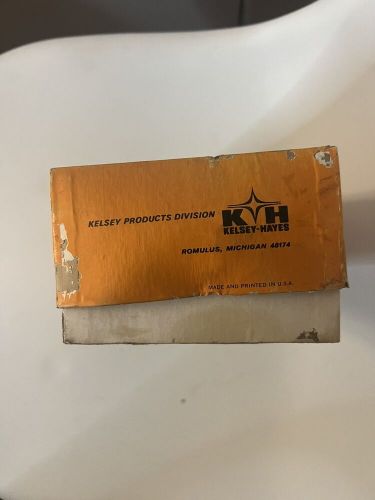 KELSEY PRODUCTS DIVISION
KH
KELSEY-HAYES
ROMULUS, MICHIGAN 48174
MADE AND PRINTED IN U.S.A.